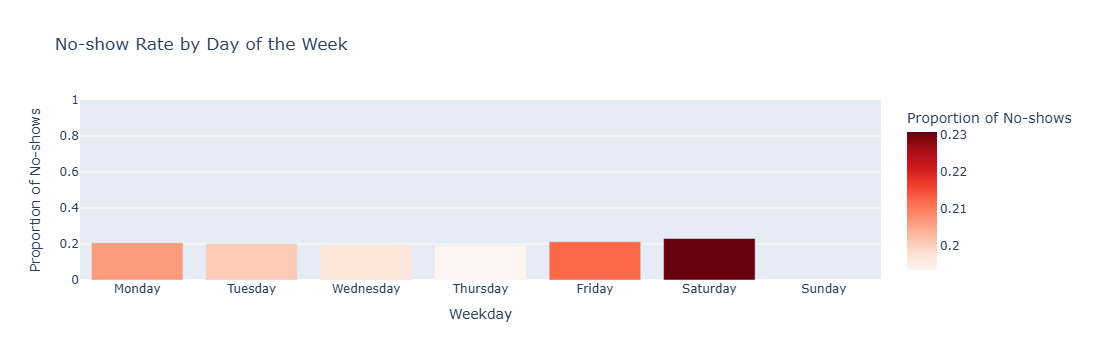 No-show Rate by Day of the Week
Proportion of No-shows
1
0.8
0.6
0.4
0.2
0
Monday Tuesday Wednesday Thursday Friday Saturday Sunday
Weekday
Proportion of No-shows
0.23
0.22
0.21
0.2